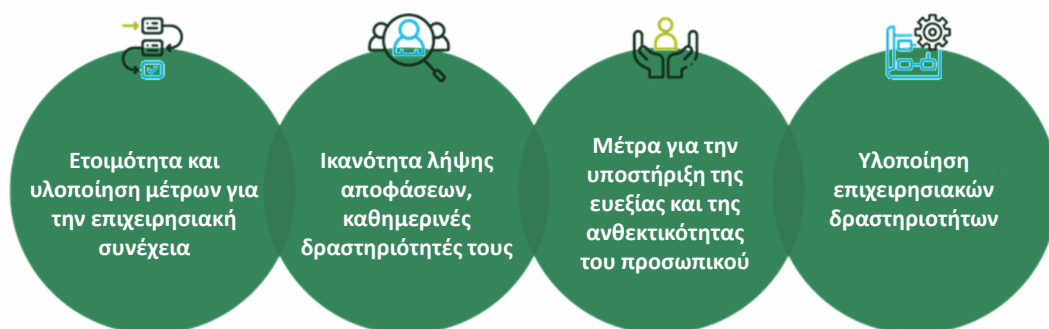 Ετοιμότητα και
υλοποίηση μέτρων για
την επιχειρησιακή
συνέχεια
Ικανότητα λήψης
αποφάσεων,
καθημερινές
δραστηριότητές τους
Μέτρα για την
υποστήριξη της
ευεξίας και της
ανθεκτικότητας
του προσωπικού
Υλοποίηση
επιχειρησιακών
δραστηριοτήτων